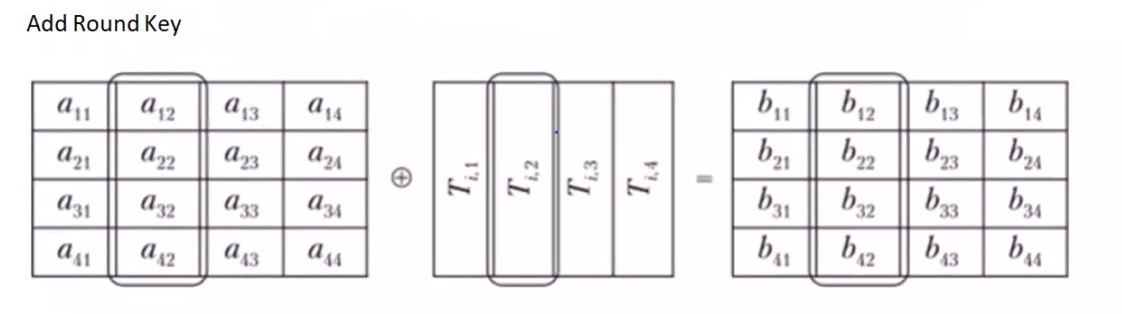 Add Round Key
a11 a12 a13 a14 b11 b12 b13 b14
a21 a22 a23 a24 b21 b22 b23 b24
⊕ Ti,1 Ti,2 Ti,3 Ti,4 =
a31 a32 a33 a34 b31 b32 b33 b34
a41 a42 a43 a44 b41 b42 b43 b44